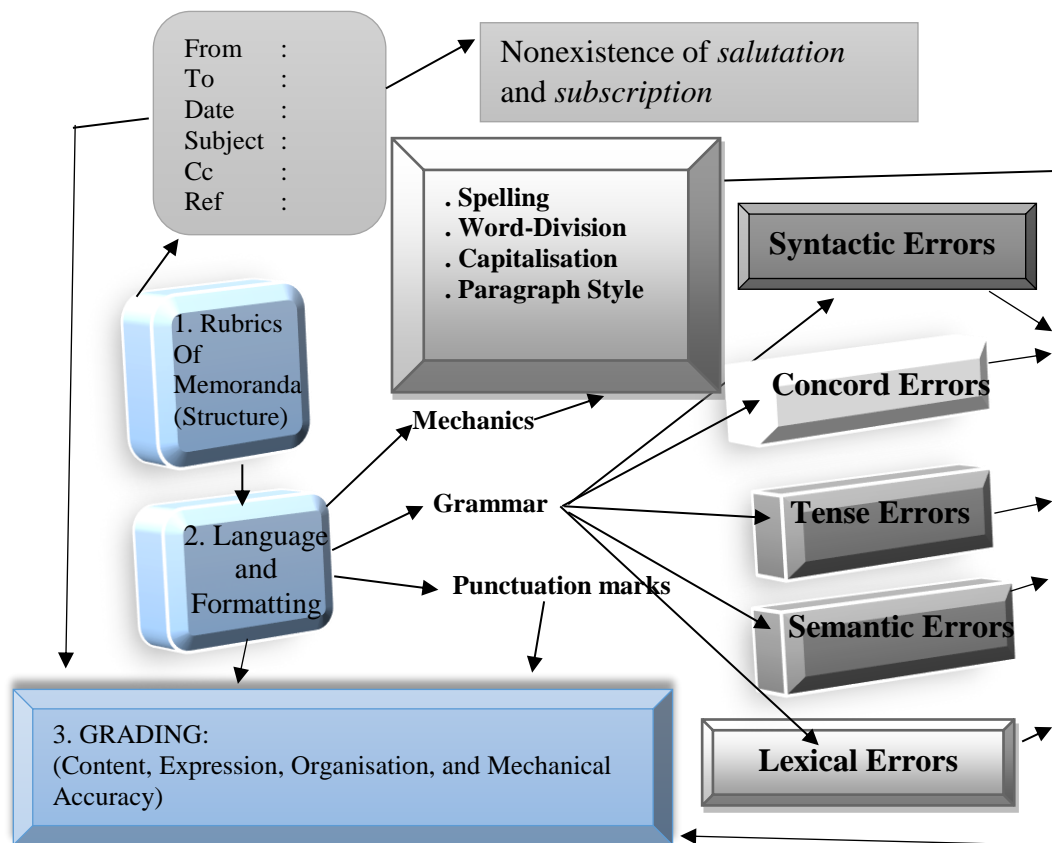 From :
To :
Date :
Subject :
Cc :
Ref :
Nonexistence of salutation
and subscription
. Spelling
. Word-Division
. Capitalisation
. Paragraph Style
Syntactic Errors
1. Rubrics
Of
Memoranda
(Structure)
Concord Errors
Mechanics
Grammar
Tense Errors
2. Language
and
Formatting
Punctuation marks
Semantic Errors
3. GRADING:
(Content, Expression, Organisation, and Mechanical
Accuracy)
Lexical Errors